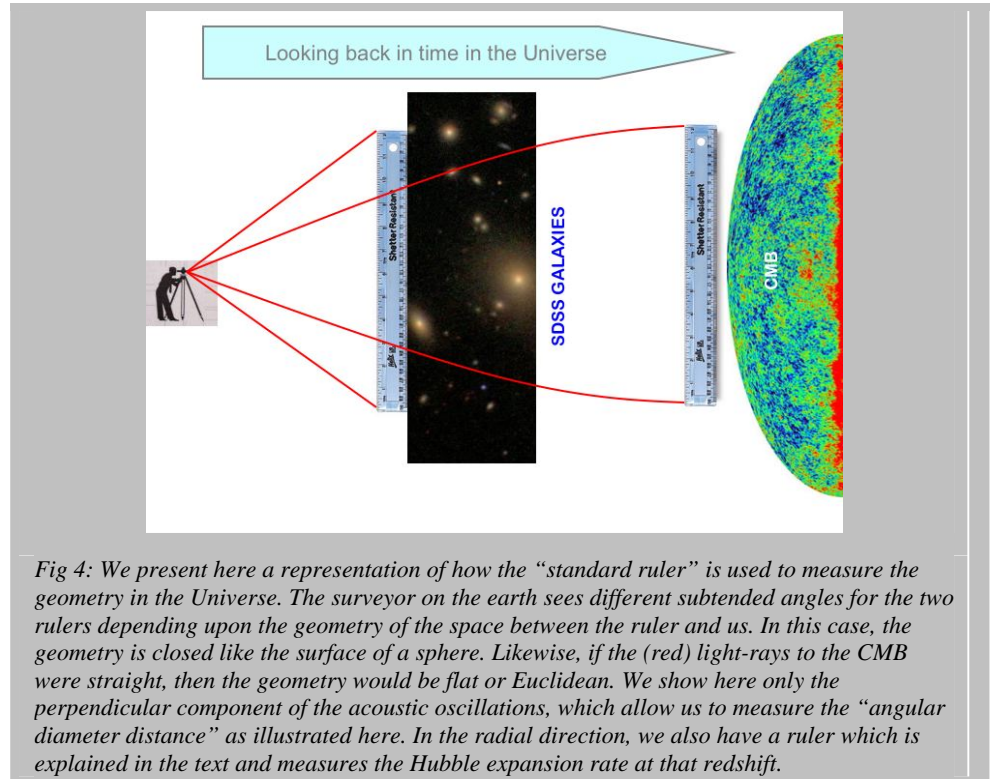 Looking back in time in the Universe
Shatter Resistant
SDSS GALAXIES
Shatter Resistant
CMB
Fig 4: We present here a representation of how the “standard ruler” is used to measure the
geometry in the Universe. The surveyor on the earth sees different subtended angles for the two
rulers depending upon the geometry of the space between the ruler and us. In this case, the
geometry is closed like the surface of a sphere. Likewise, if the (red) light-rays to the CMB
were straight, then the geometry would be flat or Euclidean. We show here only the
perpendicular component of the acoustic oscillations, which allow us to measure the “angular
diameter distance” as illustrated here. In the radial direction, we also have a ruler which is
explained in the text and measures the Hubble expansion rate at that redshift.